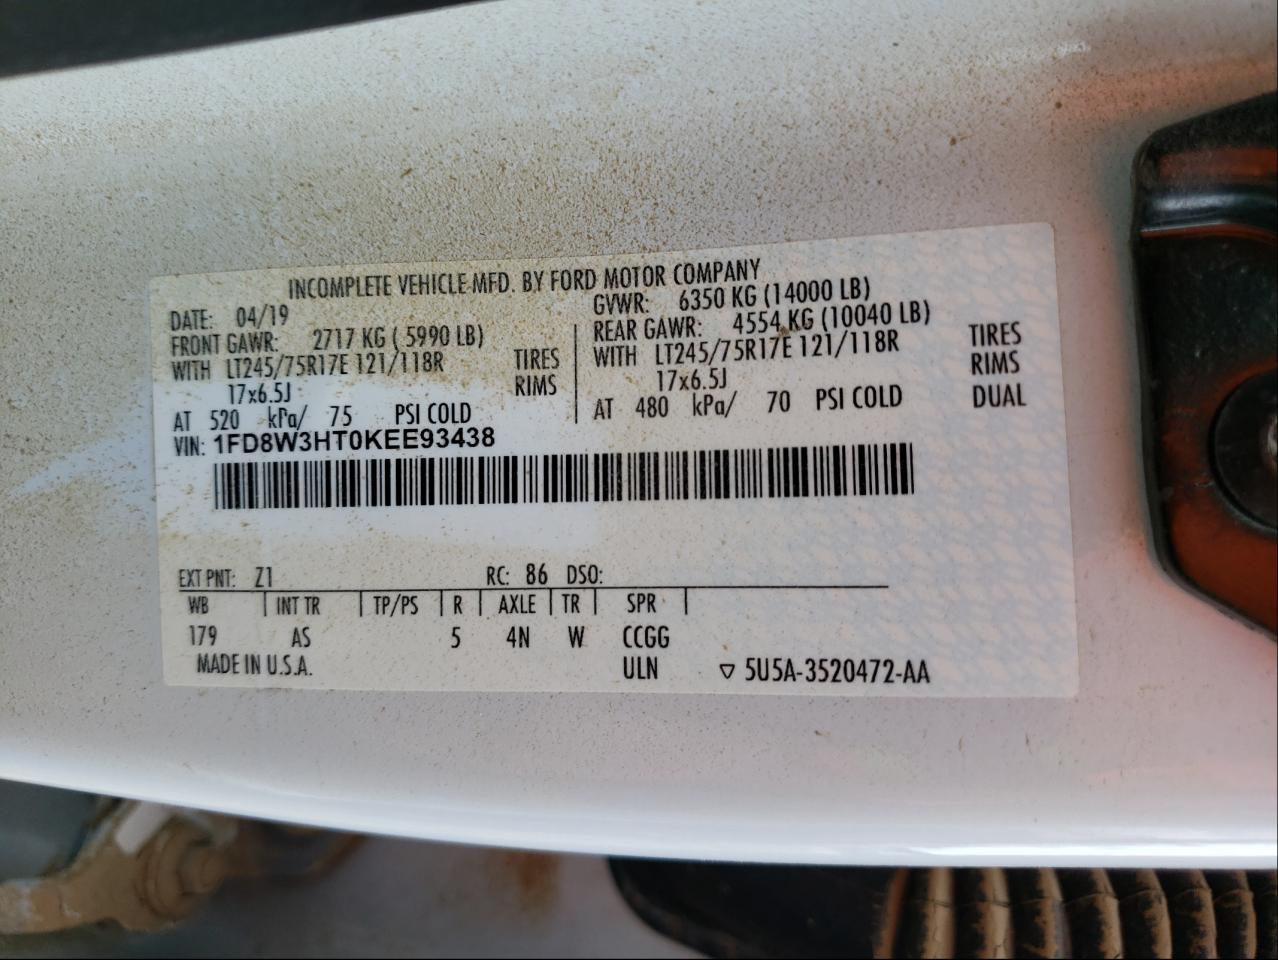 INCOMPLETE VEHICLE MFD. BY FORD MOTOR COMPANY
DATE: 04/19
GVWR: 6350 KG (14000 LB)
FRONT GAWR: 2717 KG ( 5990 LB)
REAR GAWR: 4554 KG (10040 LB)
WITH LT245/75R17E 121/118R TIRES
WITH LT245/75R17E 121/118R TIRES
17x6.5J RIMS
17x6.5J RIMS
AT 520 kPa/ 75 PSI COLD
AT 480 kPa/ 70 PSI COLD DUAL
VIN: 1FD8W3HT0KEE93438
EXT PNT: Z1 RC: 86 DSO:
WB INT TR TP/PS R AXLE TR SPR
179 AS 5 4N W CCGG
MADE IN U.S.A. ULN ▽ 5U5A-3520472-AA